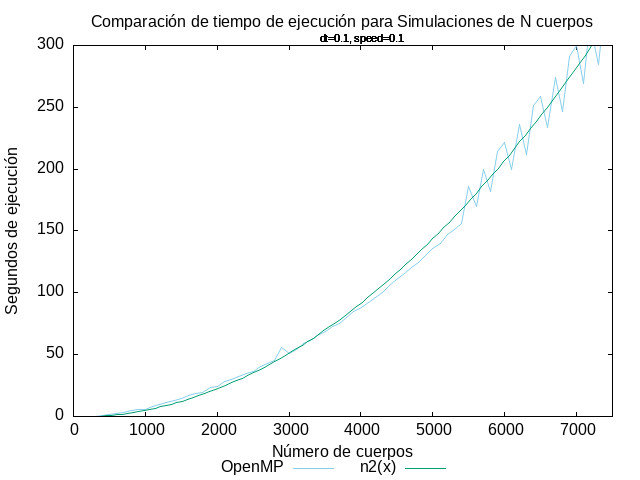 Comparación de tiempo de ejecución para Simulaciones de N cuerpos
dt=0.1, speed=0.1
300
250
200
150
100
50
0
Segundos de ejecución
0 1000 2000 3000 4000 5000 6000 7000
Número de cuerpos
OpenMP n2(x)